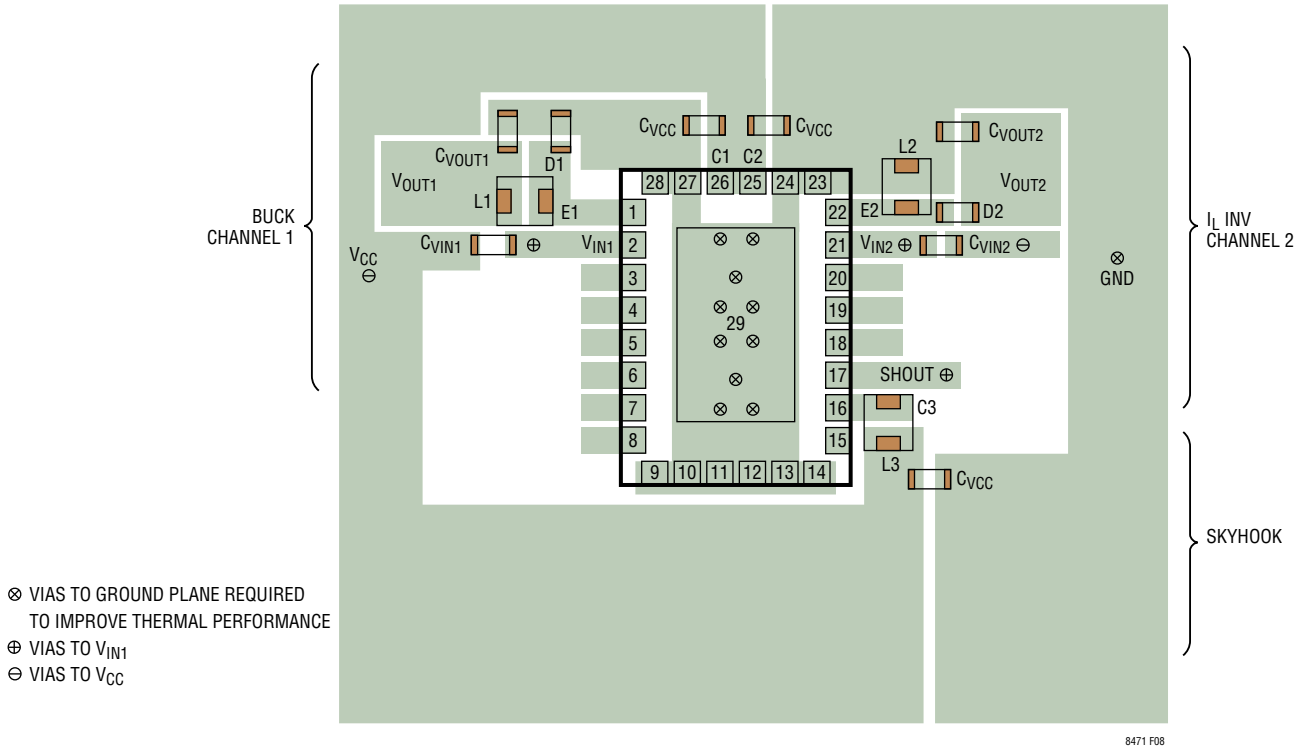 CVCC
CVCC
L2
CVOUT2
CVOUT1
D1
C1
C2
VOUT1
VOUT2
28 27 26 25 24 23
L1
E1
1
22
E2
D2
BUCK
CHANNEL 1
IL INV
CHANNEL 2
CVIN1 ⊕
VIN1
2
21
VIN2 ⊕
CVIN2 ⊖
VCC
⊖
⊗
GND
3
20
4
19
29
5
18
6
17
SHOUT ⊕
7
16
C3
8
15
L3
9 10 11 12 13 14
CVCC
SKYHOOK
⊗ VIAS TO GROUND PLANE REQUIRED
TO IMPROVE THERMAL PERFORMANCE
⊕ VIAS TO VIN1
⊖ VIAS TO VCC
8471 F08